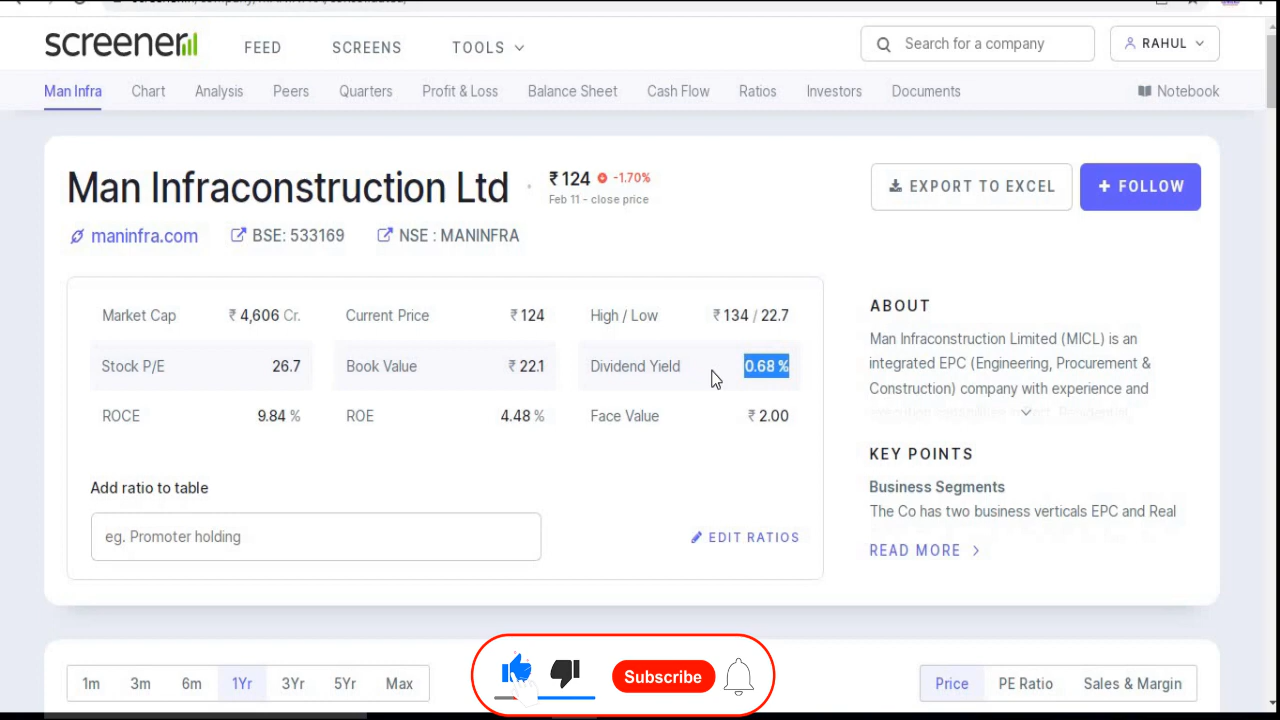 screener
FEED
SCREENS
TOOLS
Search for a company
RAHUL
Man Infra
Chart
Analysis
Peers
Quarters
Profit & Loss
Balance Sheet
Cash Flow
Ratios
Investors
Documents
Notebook
Man Infraconstruction Ltd
₹ 124 -1.70%
Feb 11 - close price
EXPORT TO EXCEL
+ FOLLOW
maninfra.com
BSE: 533169
NSE : MANINFRA
Market Cap ₹ 4,606 Cr.
Current Price ₹ 124
High / Low ₹ 134 / 22.7
Stock P/E 26.7
Book Value ₹ 22.1
Dividend Yield 0.68 %
ROCE 9.84 %
ROE 4.48 %
Face Value ₹ 2.00
Add ratio to table
eg. Promoter holding
EDIT RATIOS
ABOUT
Man Infraconstruction Limited (MICL) is an
integrated EPC (Engineering, Procurement &
Construction) company with experience and
KEY POINTS
Business Segments
The Co has two business verticals EPC and Real
READ MORE
1m
3m
6m
1Yr
3Yr
5Yr
Max
Subscribe
Price
PE Ratio
Sales & Margin